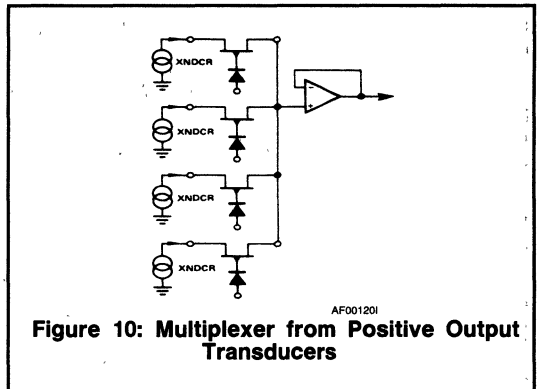 XNDCR
-
+
XNDCR
XNDCR
XNDCR
AF00120I
Figure 10: Multiplexer from Positive Output
Transducers